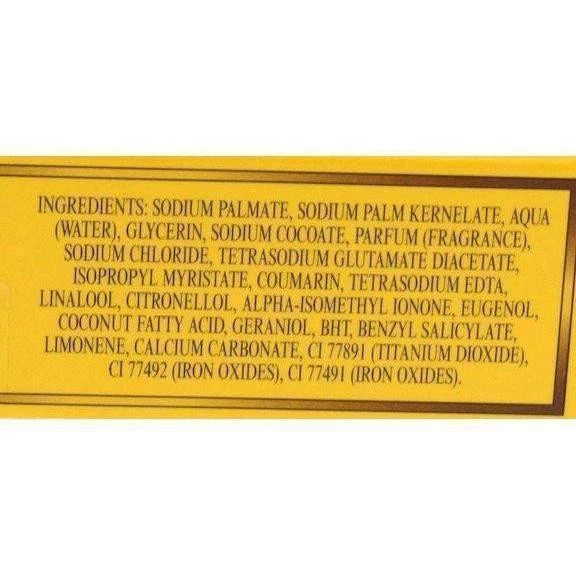 INGREDIENTS: SODIUM PALMATE, SODIUM PALM KERNELATE, AQUA
(WATER), GLYCERIN, SODIUM COCOATE, PARFUM (FRAGRANCE),
SODIUM CHLORIDE, TETRASODIUM GLUTAMATE DIACETATE,
ISOPROPYL MYRISTATE, COUMARIN, TETRASODIUM EDTA,
LINALOOL, CITRONELLOL, ALPHA-ISOMETHYL IONONE, EUGENOL,
COCONUT FATTY ACID, GERANIOL, BHT, BENZYL SALICYLATE,
LIMONENE, CALCIUM CARBONATE, CI 77891 (TITANIUM DIOXIDE),
CI 77492 (IRON OXIDES), CI 77491 (IRON OXIDES).